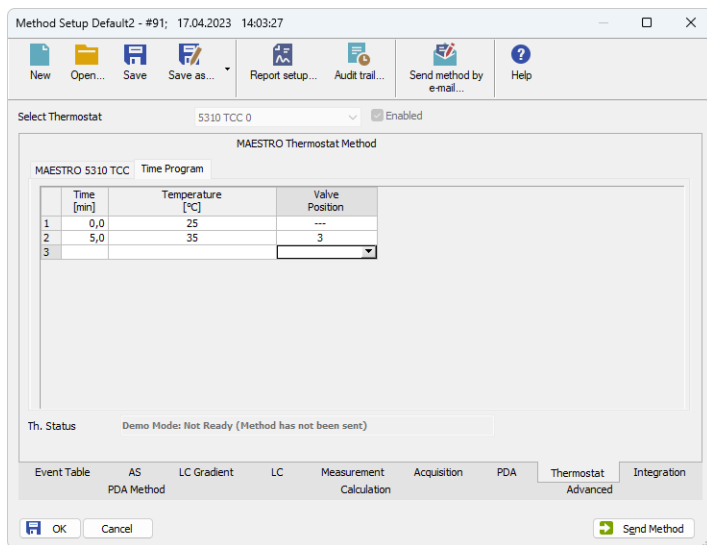 Method Setup Default2 - #91; 17.04.2023 14:03:27
New Open... Save Save as... Report setup... Audit trail... Send method by e-mail... Help
Select Thermostat 5310 TCC 0 Enabled
MAESTRO Thermostat Method
MAESTRO 5310 TCC Time Program
Time [min] Temperature [°C] Valve Position
1 0,0 25 ---
2 5,0 35 3
3
Th. Status Demo Mode: Not Ready (Method has not been sent)
Event Table AS LC Gradient LC Measurement Acquisition PDA Thermostat Integration
PDA Method Calculation Advanced
OK Cancel Send Method